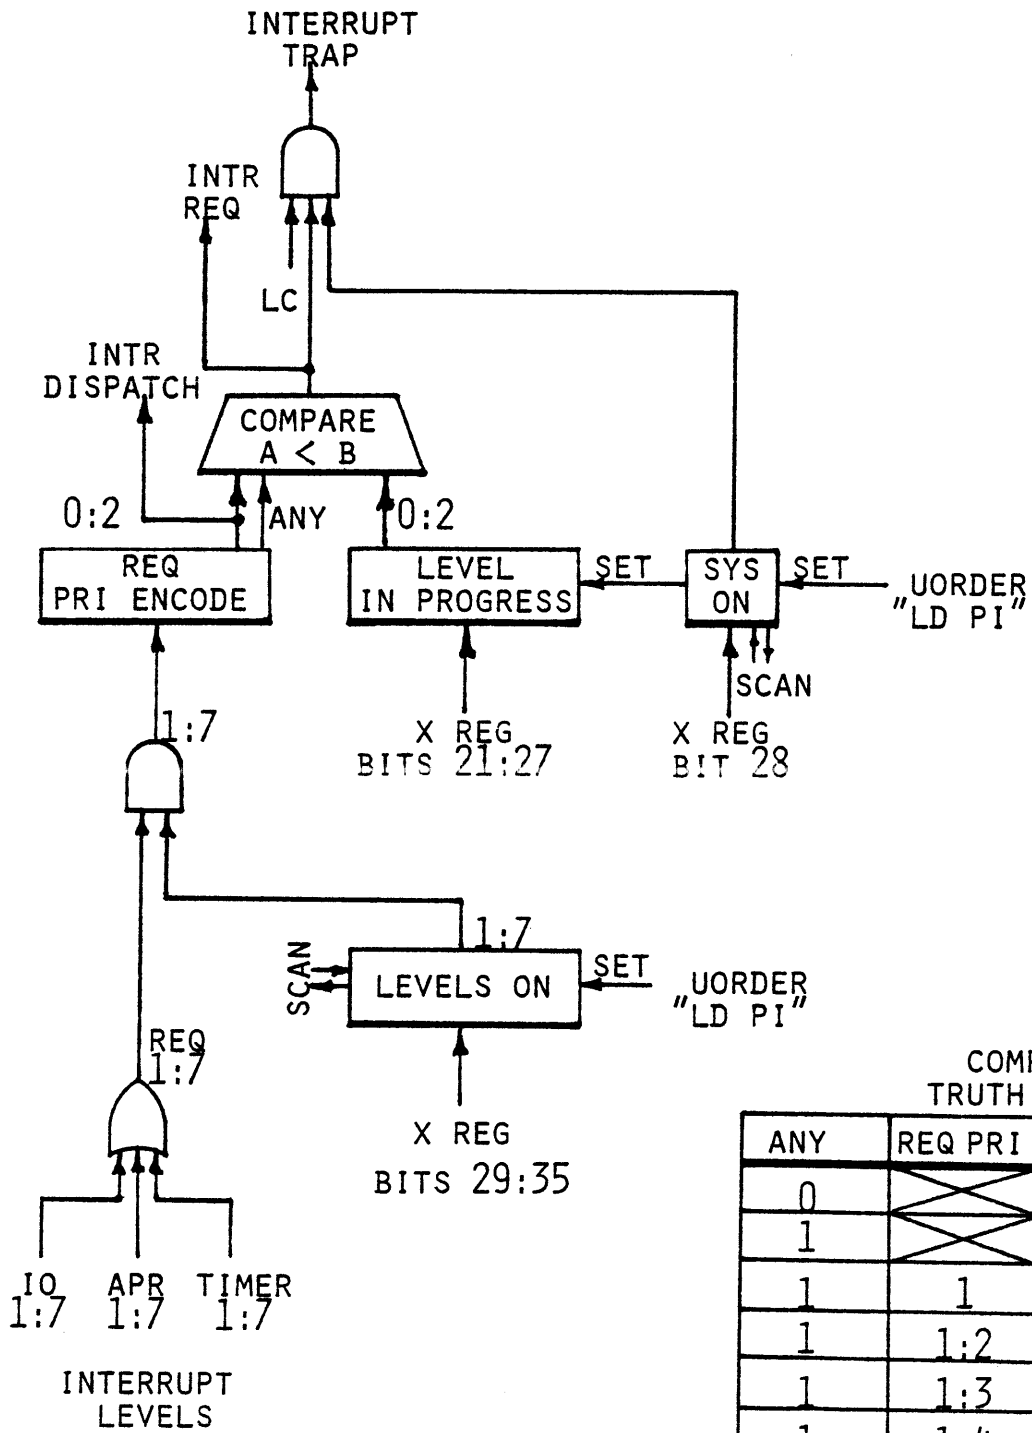 INTERRUPT
TRAP
INTR
REQ
LC
INTR
DISPATCH
COMPARE
A < B
0:2
ANY
0:2
REQ
PRI ENCODE
LEVEL
IN PROGRESS
SET
SYS
ON
SET
UORDER
"LD PI"
SCAN
1:7
X REG
BITS 21:27
X REG
BIT 28
1:7
SCAN
LEVELS ON
SET
UORDER
"LD PI"
REQ
1:7
X REG
BITS 29:35
IO
1:7
APR
1:7
TIMER
1:7
INTERRUPT
LEVELS
TRUTH
ANY REQ PRI
0
1
1 1
1 1:2
1 1:3
1 1:4